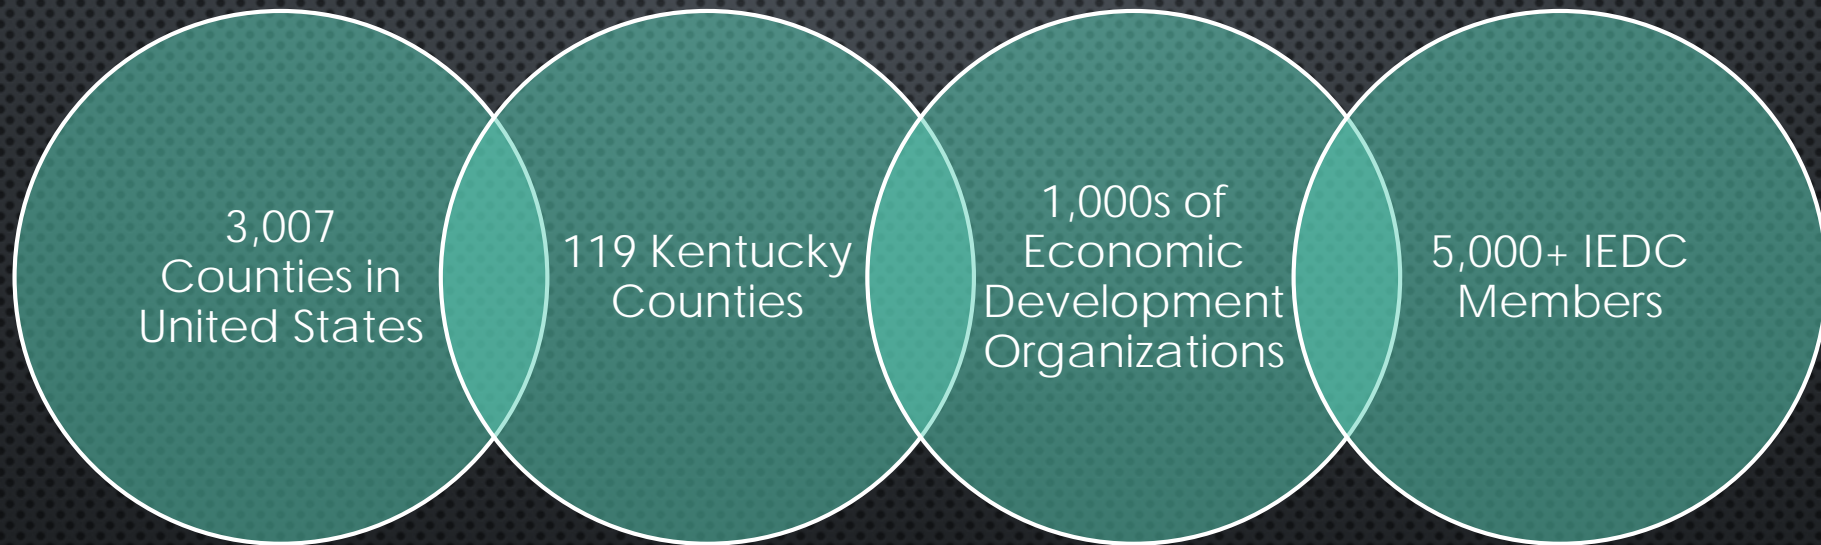 3,007
Counties in
United States
119 Kentucky
Counties
1,000s of
Economic
Development
Organizations
5,000+ IEDC
Members